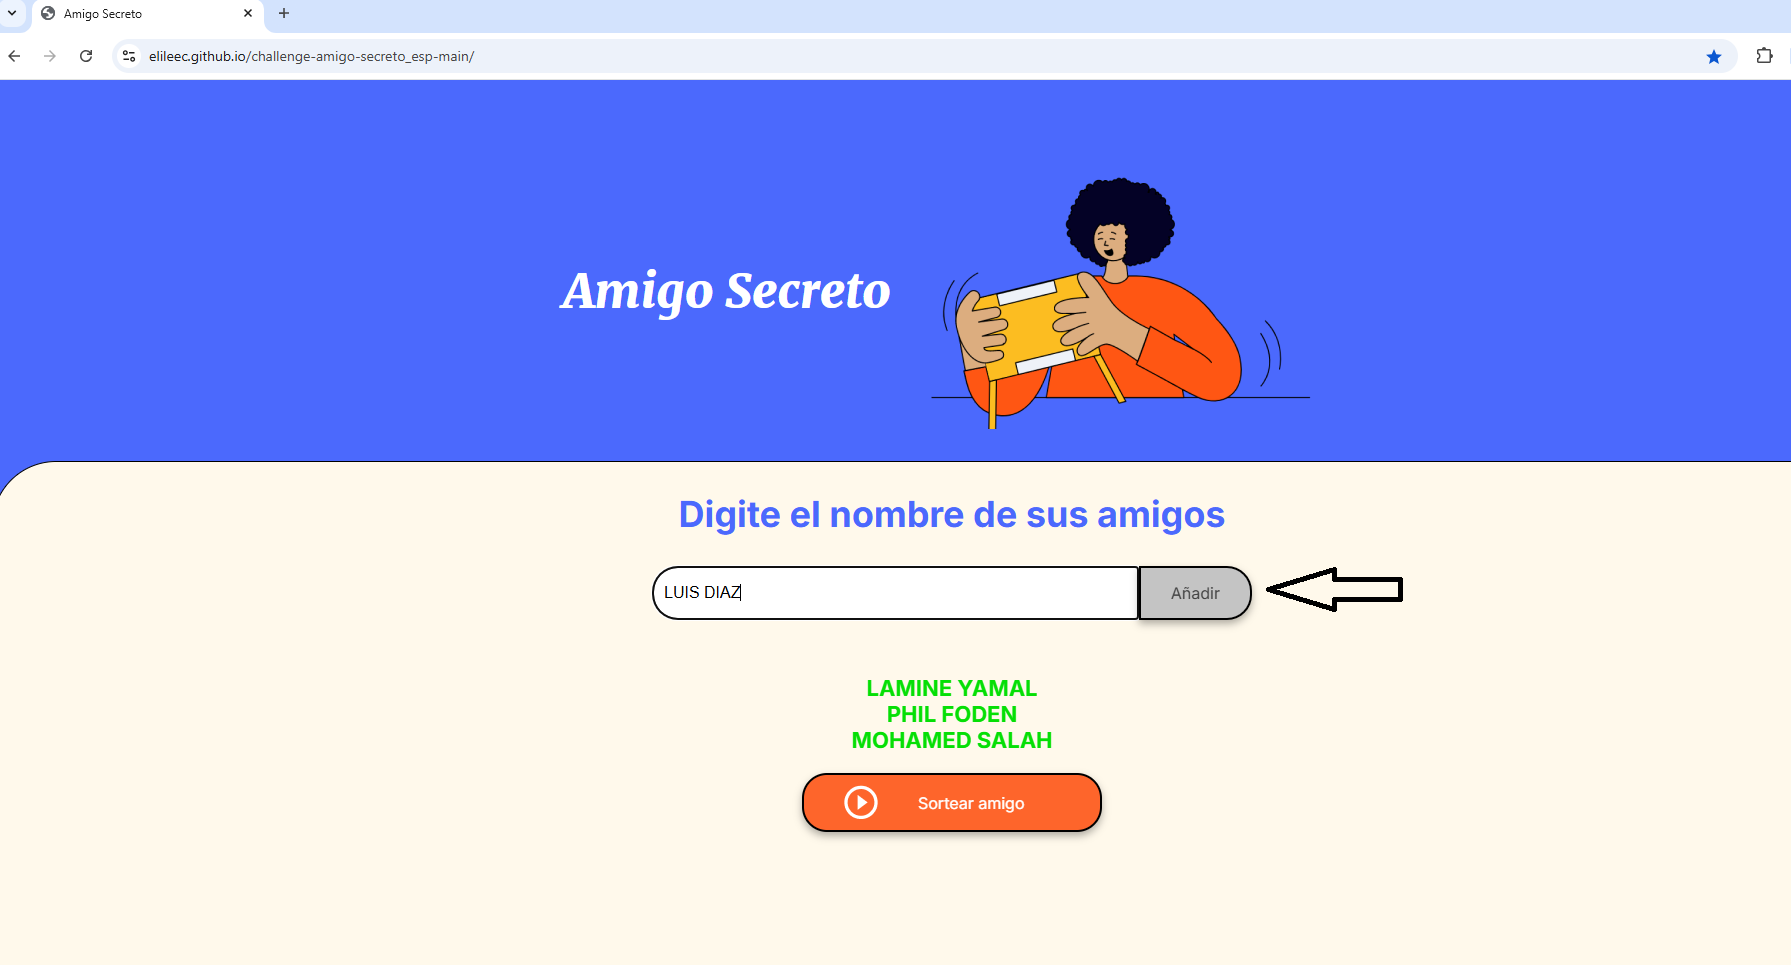 Amigo Secreto
elileec.github.io/challenge-amigo-secreto_esp-main/
Amigo Secreto
Digite el nombre de sus amigos
LUIS DIAZ
Añadir
LAMINE YAMAL
PHIL FODEN
MOHAMED SALAH
Sortear amigo